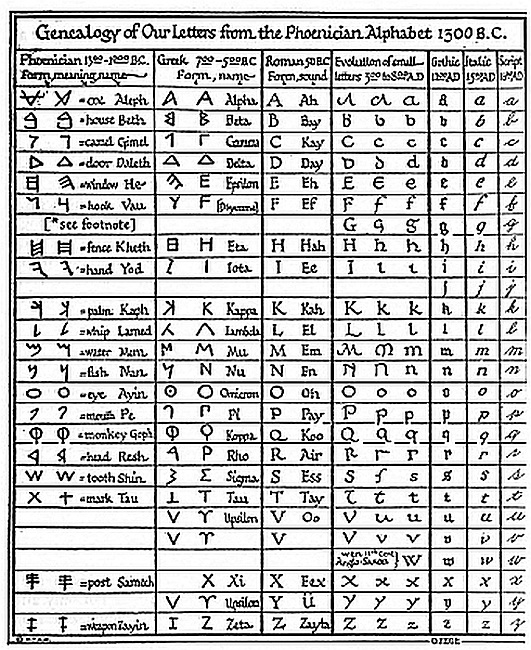 Genealogy of Our Letters from the Phoenician Alphabet 1300 B.C.
Phoenician 1300-1000 B.C. Greek 700-500 BC Roman 50 BC Evolution of small Gothic Italic Script
Form, meaning, name Form, name Form, sound letters 300 to 800 AD 1200 AD 1500 AD
=ox Aleph A A Alpha A Ah a a a
=house Beth B B Beta B Bay B b b b b b
=camel Gimel Γ Gamma C Kay C c c c c c
=door Daleth Δ Δ Delta D Day D d d d d d
=window He E Epsilon E Eh E E e e e e
=hook Vau Y F [Digamma] F Ef F f f f f f
[*see footnote] G g g g g g
=fence Kheth H Eta H Hah H h h h h h
=hand Yod I Iota I Ee I i i i i i
j j j
=palm Kaph K K Kappa K Kah K k k k k k
=whip Lamed Λ Lambda L El L l l l l l
=water Mem M M Mu M Em M m m m m m
=fish Nun N Nu N En N n n n n n
=eye Ayin O Omicron O Oh O o o o o o
=mouth Pe Γ Pi P Pay P p p p p p
=monkey Qoph Ϙ Koppa Q Koo Q Q q q q q
=head Resh P Rho R Air R r r r r r
=tooth Shin Σ Sigma S Ess S ſ s s s s
=mark Tau T Tau T Tay t t t t t
V ϒ Upsilon V Oo V u u u u u
V ϒ V V v v v v v
wen 11th Cent Anglo-Saxon } W w w w
=post Samech X Xi X Eex x x x x x x
V ϒ Upsilon Y Ü y y y y y y
=weapon Zayin I Z Zeta Z Zayta Z z z z z z